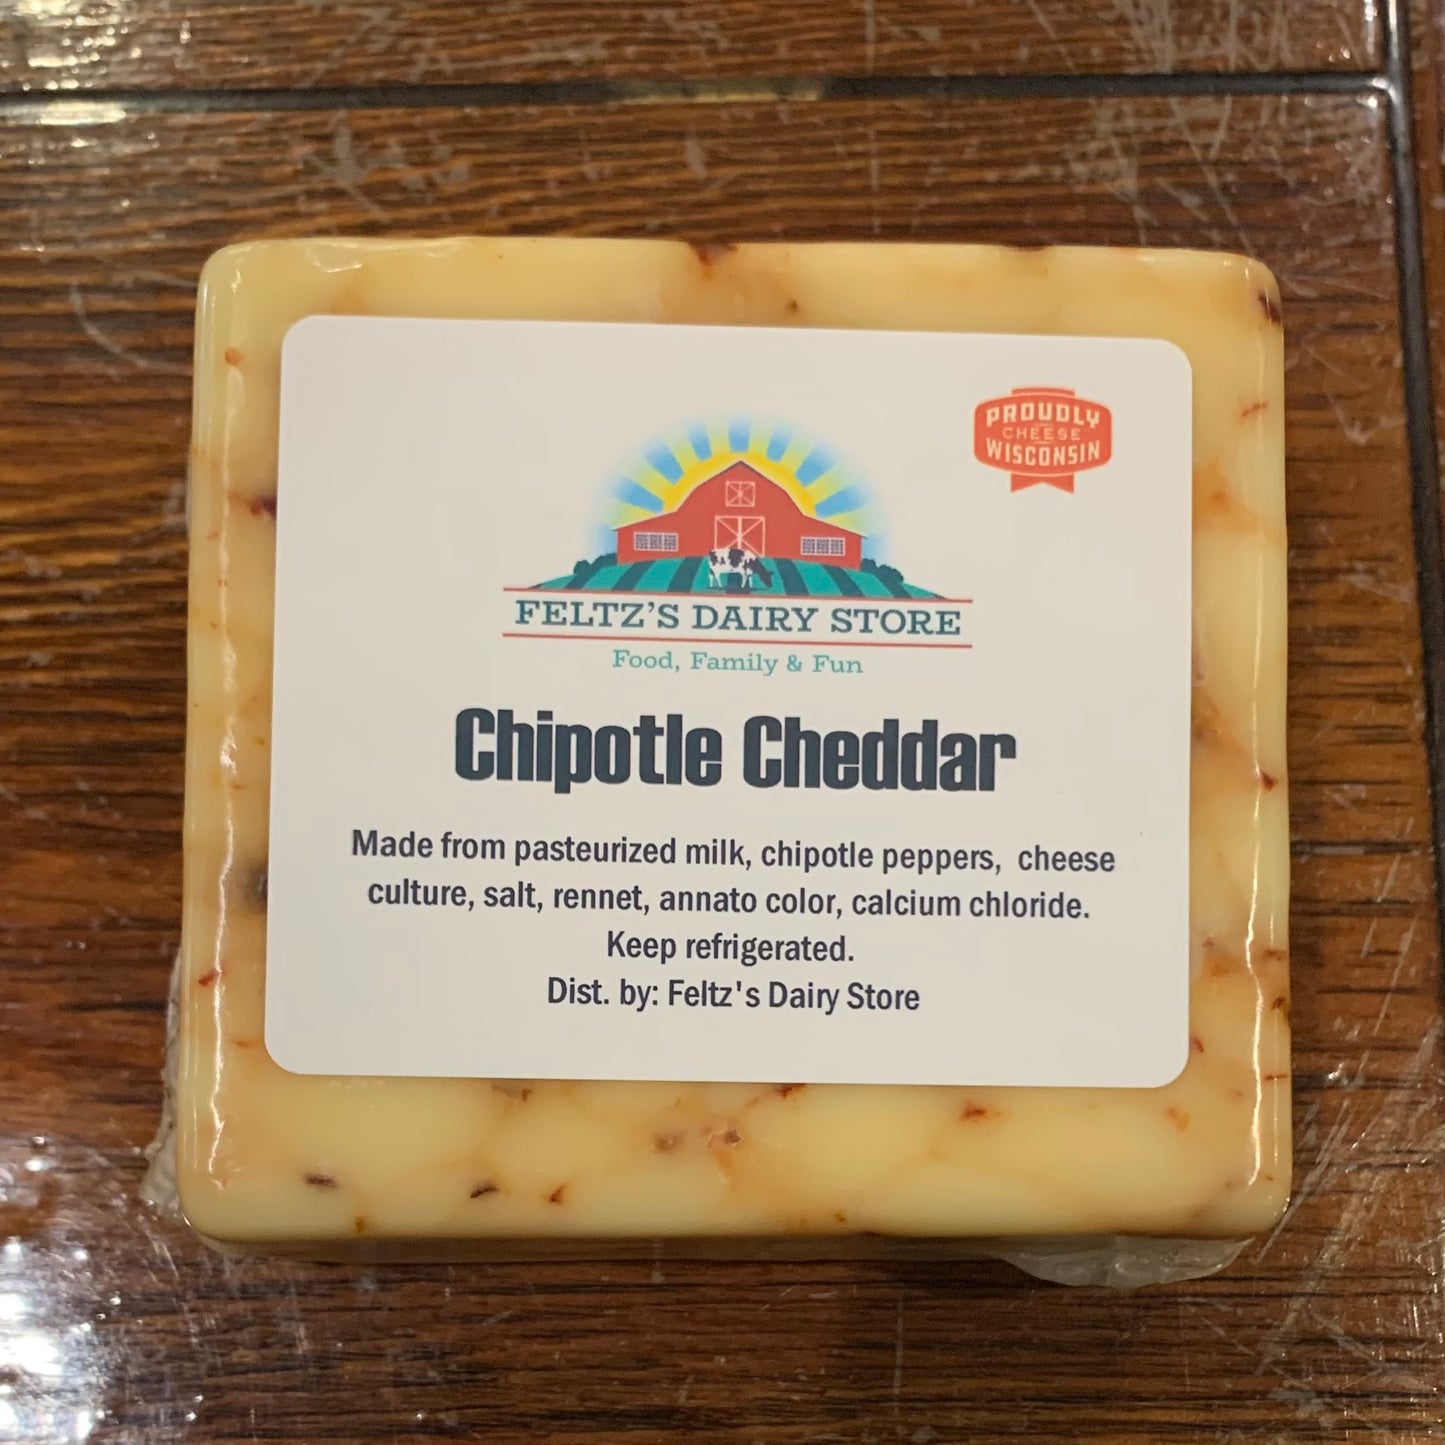 PROUDLY
CHEESE
WISCONSIN
FELTZ'S DAIRY STORE
Food, Family & Fun
Chipotle Cheddar
Made from pasteurized milk, chipotle peppers, cheese
culture, salt, rennet, annato color, calcium chloride.
Keep refrigerated.
Dist. by: Feltz's Dairy Store